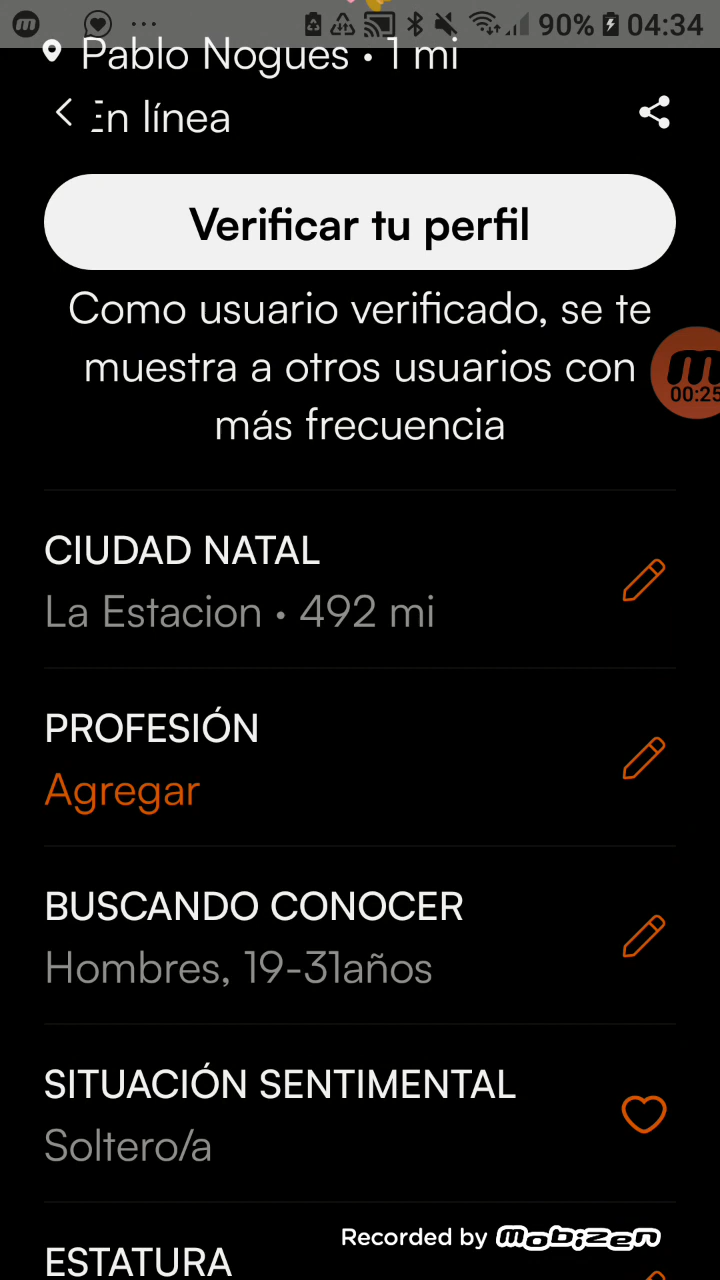 90% 04:34
Pablo Nogues • 1 mi
En línea
Verificar tu perfil
Como usuario verificado, se te
muestra a otros usuarios con
más frecuencia
m
00:25
CIUDAD NATAL
La Estacion • 492 mi
PROFESIÓN
Agregar
BUSCANDO CONOCER
Hombres, 19-31años
SITUACIÓN SENTIMENTAL
Soltero/a
Recorded by mobizen
ESTATURA